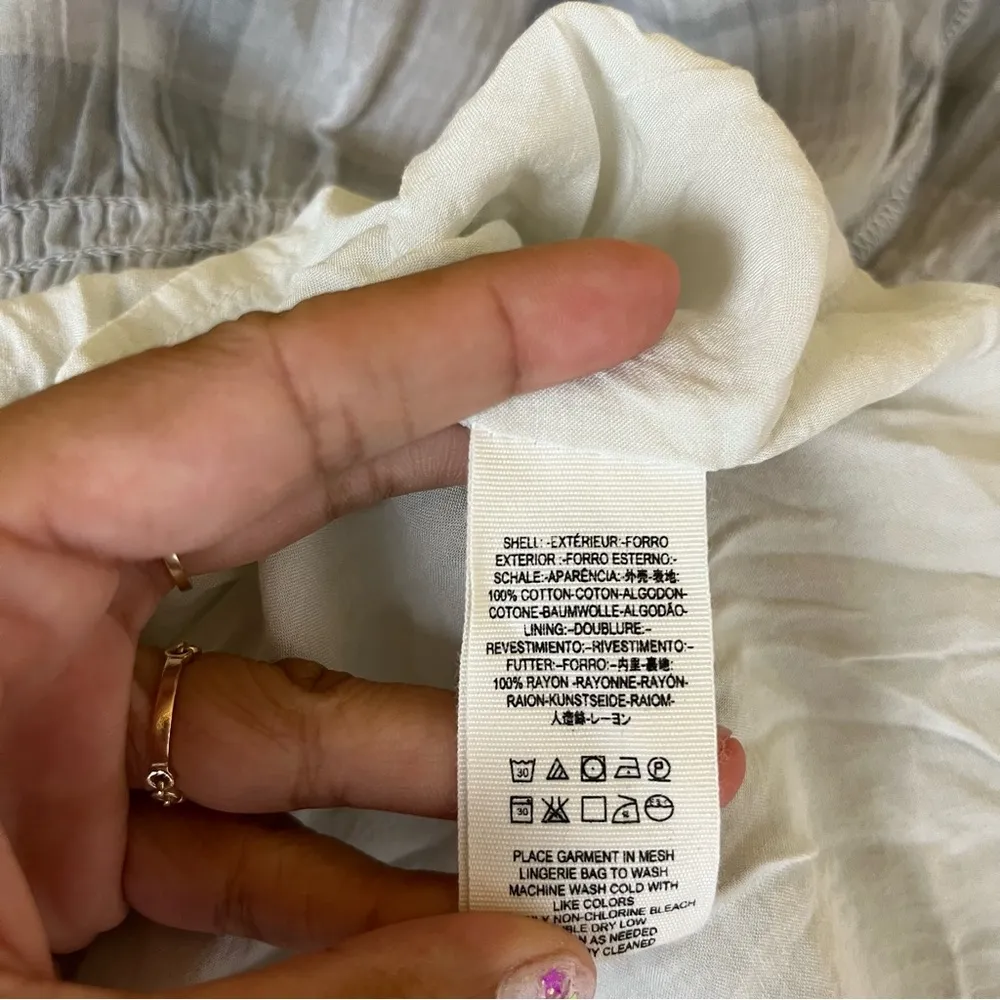 SHELL:-EXTÉRIEUR-FORRO
EXTERIOR:-FORRO ESTERNO:-
SCHALE:-APARÊNCIA:-外壳-表地:
100% COTTON-COTON-ALGODON-
COTONE-BAUMWOLLE-ALGODÃO-
LINING:-DOUBLURE:-
REVESTIMIENTO:-RIVESTIMENTO:-
FUTTER:-FORRO:-内里-裏地:
100% RAYON -RAYONNE-RAYÓN-
RAION-KUNSTSEIDE-RAIOM-
人造絲-レーヨン
30 P
30
PLACE GARMENT IN MESH
LINGERIE BAG TO WASH
MACHINE WASH COLD WITH
LIKE COLORS
NON-CHLORINE BLEACH
DRY LOW
AS NEEDED
CLEANED